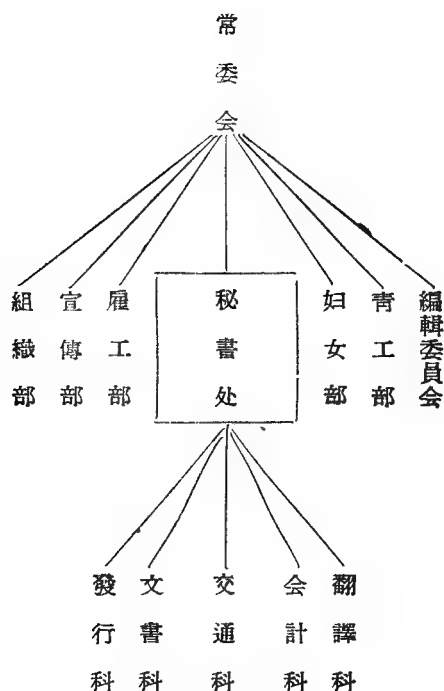 常委会
組織部
宣傳部
雇工部
秘書处
妇女部
青工部
編輯委員会
發行科
文書科
交通科
会計科
翻譯科